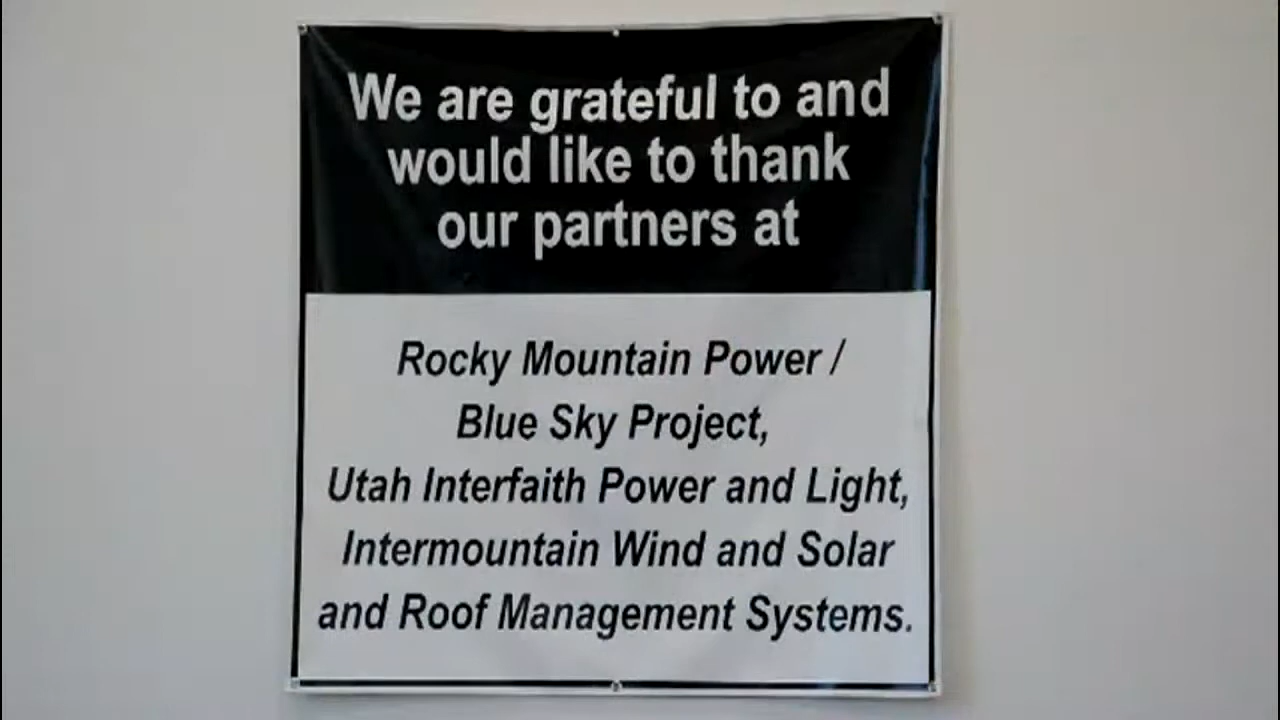 We are grateful to and
would like to thank
our partners at
Rocky Mountain Power /
Blue Sky Project,
Utah Interfaith Power and Light,
Intermountain Wind and Solar
and Roof Management Systems.